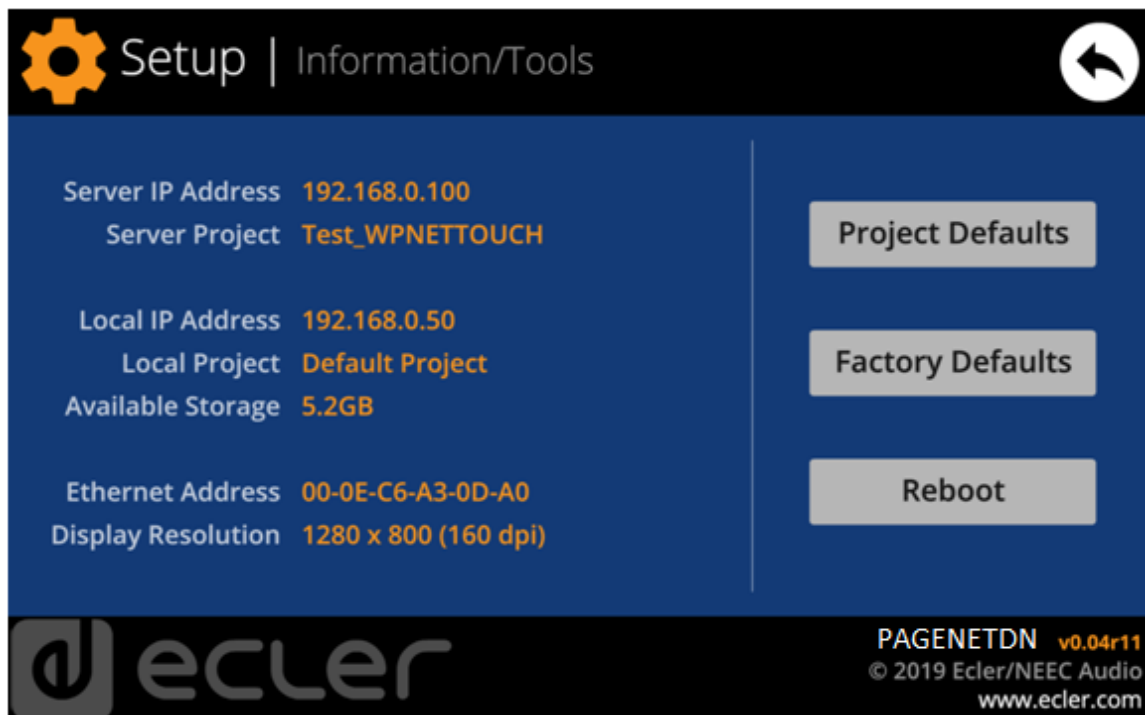 Setup | Information/Tools
Server IP Address 192.168.0.100
Server Project Test_WPNETTOUCH
Local IP Address 192.168.0.50
Local Project Default Project
Available Storage 5.2GB
Ethernet Address 00-0E-C6-A3-0D-A0
Display Resolution 1280 x 800 (160 dpi)
Project Defaults
Factory Defaults
Reboot
ecler
PAGENETDN v0.04r11
© 2019 Ecler/NEEC Audio
www.ecler.com